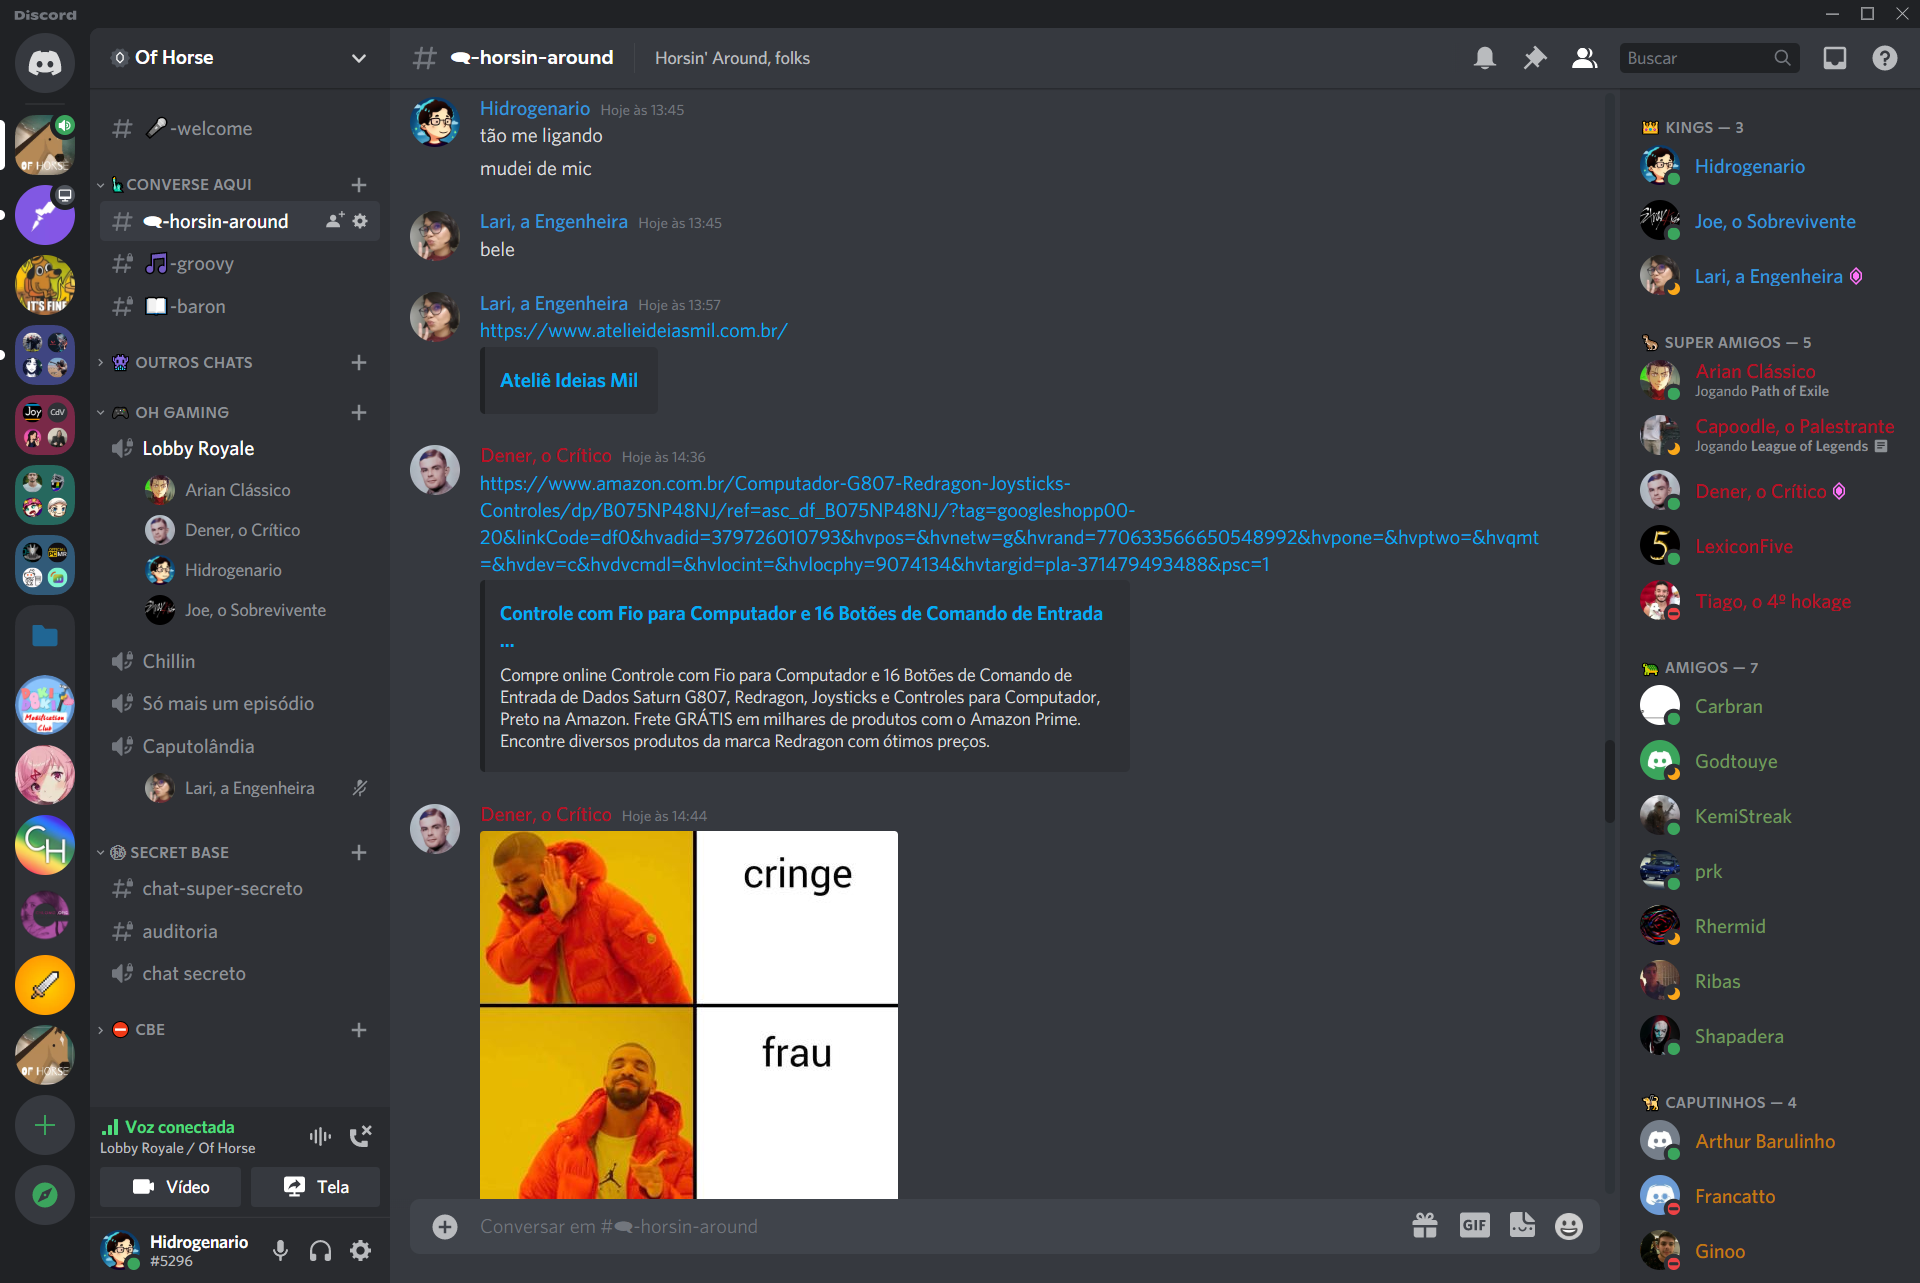 Discord
Of Horse
-welcome
CONVERSE AQUI
-horsin-around
-groovy
-baron
OUTROS CHATS
OH GAMING
Lobby Royale
Arian Clássico
Dener, o Crítico
Hidrogenario
Joe, o Sobrevivente
Chillin
Só mais um episódio
Caputolândia
Lari, a Engenheira
SECRET BASE
chat-super-secreto
auditoria
chat secreto
CBE
Voz conectada
Lobby Royale / Of Horse
Vídeo
Tela
Hidrogenario
#5296
OF HORSE
IT'S FINE
Joy
CdV
DOKI DOKI
Modification
Club
CH
OF HORSE
-horsin-around
Horsin' Around, folks
Buscar
Hidrogenario Hoje às 13:45
tão me ligando
mudei de mic
Lari, a Engenheira Hoje às 13:45
bele
Lari, a Engenheira Hoje às 13:57
https://www.atelieideiasmil.com.br/
Ateliê Ideias Mil
Dener, o Crítico Hoje às 14:36
https://www.amazon.com.br/Computador-G807-Redragon-Joysticks-
Controles/dp/B075NP48NJ/ref=asc_df_B075NP48NJ/?tag=googleshopp00-
20&linkCode=df0&hvadid=379726010793&hvpos=&hvnetw=g&hvrand=770633566650548992&hvpone=&hvptwo=&hvqmt
=&hvdev=c&hvdvcmdl=&hvlocint=&hvlocphy=9074134&hvtargid=pla-371479493488&psc=1
Controle com Fio para Computador e 16 Botões de Comando de Entrada
...
Compre online Controle com Fio para Computador e 16 Botões de Comando de
Entrada de Dados Saturn G807, Redragon, Joysticks e Controles para Computador,
Preto na Amazon. Frete GRÁTIS em milhares de produtos com o Amazon Prime.
Encontre diversos produtos da marca Redragon com ótimos preços.
Dener, o Crítico Hoje às 14:44
cringe
frau
Conversar em #🗨-horsin-around
GIF
KINGS — 3
Hidrogenario
Joe, o Sobrevivente
Lari, a Engenheira
SUPER AMIGOS — 5
Arian Clássico
Jogando Path of Exile
Capoodle, o Palestrante
Jogando League of Legends
Dener, o Crítico
5
LexiconFive
Tiago, o 4º hokage
AMIGOS — 7
Carbran
Godtouye
KemiStreak
prk
Rhermid
Ribas
Shapadera
CAPUTINHOS — 4
Arthur Barulinho
Francatto
Ginoo